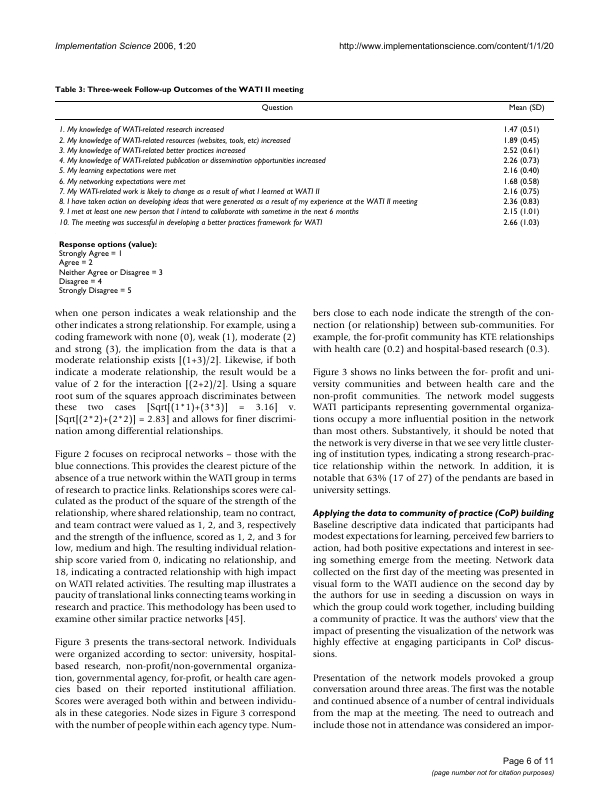 Implementation Science 2006, 1:20
http://www.implementationscience.com/content/1/1/20
Table 3: Three-week Follow-up Outcomes of the WATI II meeting
Question Mean (SD)
1. My knowledge of WATI-related research increased 1.47 (0.51)
2. My knowledge of WATI-related resources (websites, tools, etc) increased 1.89 (0.45)
3. My knowledge of WATI-related better practices increased 2.52 (0.61)
4. My knowledge of WATI-related publication or dissemination opportunities increased 2.26 (0.73)
5. My learning expectations were met 2.16 (0.40)
6. My networking expectations were met 1.68 (0.58)
7. My WATI-related work is likely to change as a result of what I learned at WATI II 2.16 (0.75)
8. I have taken action on developing ideas that were generated as a result of my experience at the WATI II meeting 2.36 (0.83)
9. I met at least one new person that I intend to collaborate with sometime in the next 6 months 2.15 (1.01)
10. The meeting was successful in developing a better practices framework for WATI 2.66 (1.03)
Response options (value):
Strongly Agree = 1
Agree = 2
Neither Agree or Disagree = 3
Disagree = 4
Strongly Disagree = 5
when one person indicates a weak relationship and the
other indicates a strong relationship. For example, using a
coding framework with none (0), weak (1), moderate (2)
and strong (3), the implication from the data is that a
moderate relationship exists [(1+3)/2]. Likewise, if both
indicate a moderate relationship, the result would be a
value of 2 for the interaction [(2+2)/2]. Using a square
root sum of the squares approach discriminates between
these two cases [Sqrt[(1*1)+(3*3)] = 3.16] v.
[Sqrt[(2*2)+(2*2)] = 2.83] and allows for finer discrimi-
nation among differential relationships.
Figure 2 focuses on reciprocal networks – those with the
blue connections. This provides the clearest picture of the
absence of a true network within the WATI group in terms
of research to practice links. Relationships scores were cal-
culated as the product of the square of the strength of the
relationship, where shared relationship, team no contract,
and team contract were valued as 1, 2, and 3, respectively
and the strength of the influence, scored as 1, 2, and 3 for
low, medium and high. The resulting individual relation-
ship score varied from 0, indicating no relationship, and
18, indicating a contracted relationship with high impact
on WATI related activities. The resulting map illustrates a
paucity of translational links connecting teams working in
research and practice. This methodology has been used to
examine other similar practice networks [45].
Figure 3 presents the trans-sectoral network. Individuals
were organized according to sector: university, hospital-
based research, non-profit/non-governmental organiza-
tion, governmental agency, for-profit, or health care agen-
cies based on their reported institutional affiliation.
Scores were averaged both within and between individu-
als in these categories. Node sizes in Figure 3 correspond
with the number of people within each agency type. Num-
bers close to each node indicate the strength of the con-
nection (or relationship) between sub-communities. For
example, the for-profit community has KTE relationships
with health care (0.2) and hospital-based research (0.3).
Figure 3 shows no links between the for- profit and uni-
versity communities and between health care and the
non-profit communities. The network model suggests
WATI participants representing governmental organiza-
tions occupy a more influential position in the network
than most others. Substantively, it should be noted that
the network is very diverse in that we see very little cluster-
ing of institution types, indicating a strong research-prac-
tice relationship within the network. In addition, it is
notable that 63% (17 of 27) of the pendants are based in
university settings.
Applying the data to community of practice (CoP) building
Baseline descriptive data indicated that participants had
modest expectations for learning, perceived few barriers to
action, had both positive expectations and interest in see-
ing something emerge from the meeting. Network data
collected on the first day of the meeting was presented in
visual form to the WATI audience on the second day by
the authors for use in seeding a discussion on ways in
which the group could work together, including building
a community of practice. It was the authors' view that the
impact of presenting the visualization of the network was
highly effective at engaging participants in CoP discus-
sions.
Presentation of the network models provoked a group
conversation around three areas. The first was the notable
and continued absence of a number of central individuals
from the map at the meeting. The need to outreach and
include those not in attendance was considered an impor-
Page 6 of 11
(page number not for citation purposes)